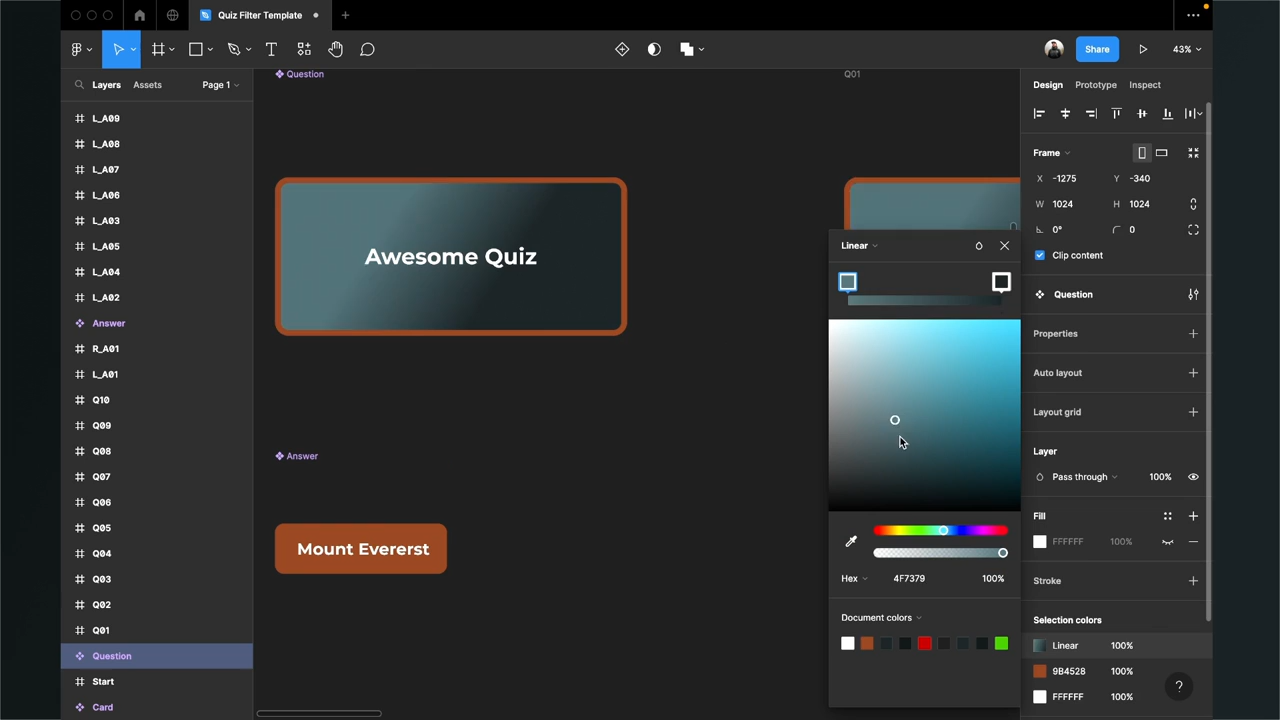 Quiz Filter Template
Share
43%
Layers
Assets
Page 1
L_A09
L_A08
L_A07
L_A06
L_A03
L_A05
L_A04
L_A02
Answer
R_A01
L_A01
Q10
Q09
Q08
Q07
Q06
Q05
Q04
Q03
Q02
Q01
Question
Start
Card
Question
Awesome Quiz
Answer
Mount Evererst
Q01
Linear
Hex
4F7379
100%
Document colors
Design
Prototype
Inspect
Frame
X -1275
Y -340
W 1024
H 1024
0°
0
Clip content
Question
Properties
Auto layout
Layout grid
Layer
Pass through
100%
Fill
FFFFFF
100%
Stroke
Selection colors
Linear
100%
9B4528
100%
FFFFFF
100%
?